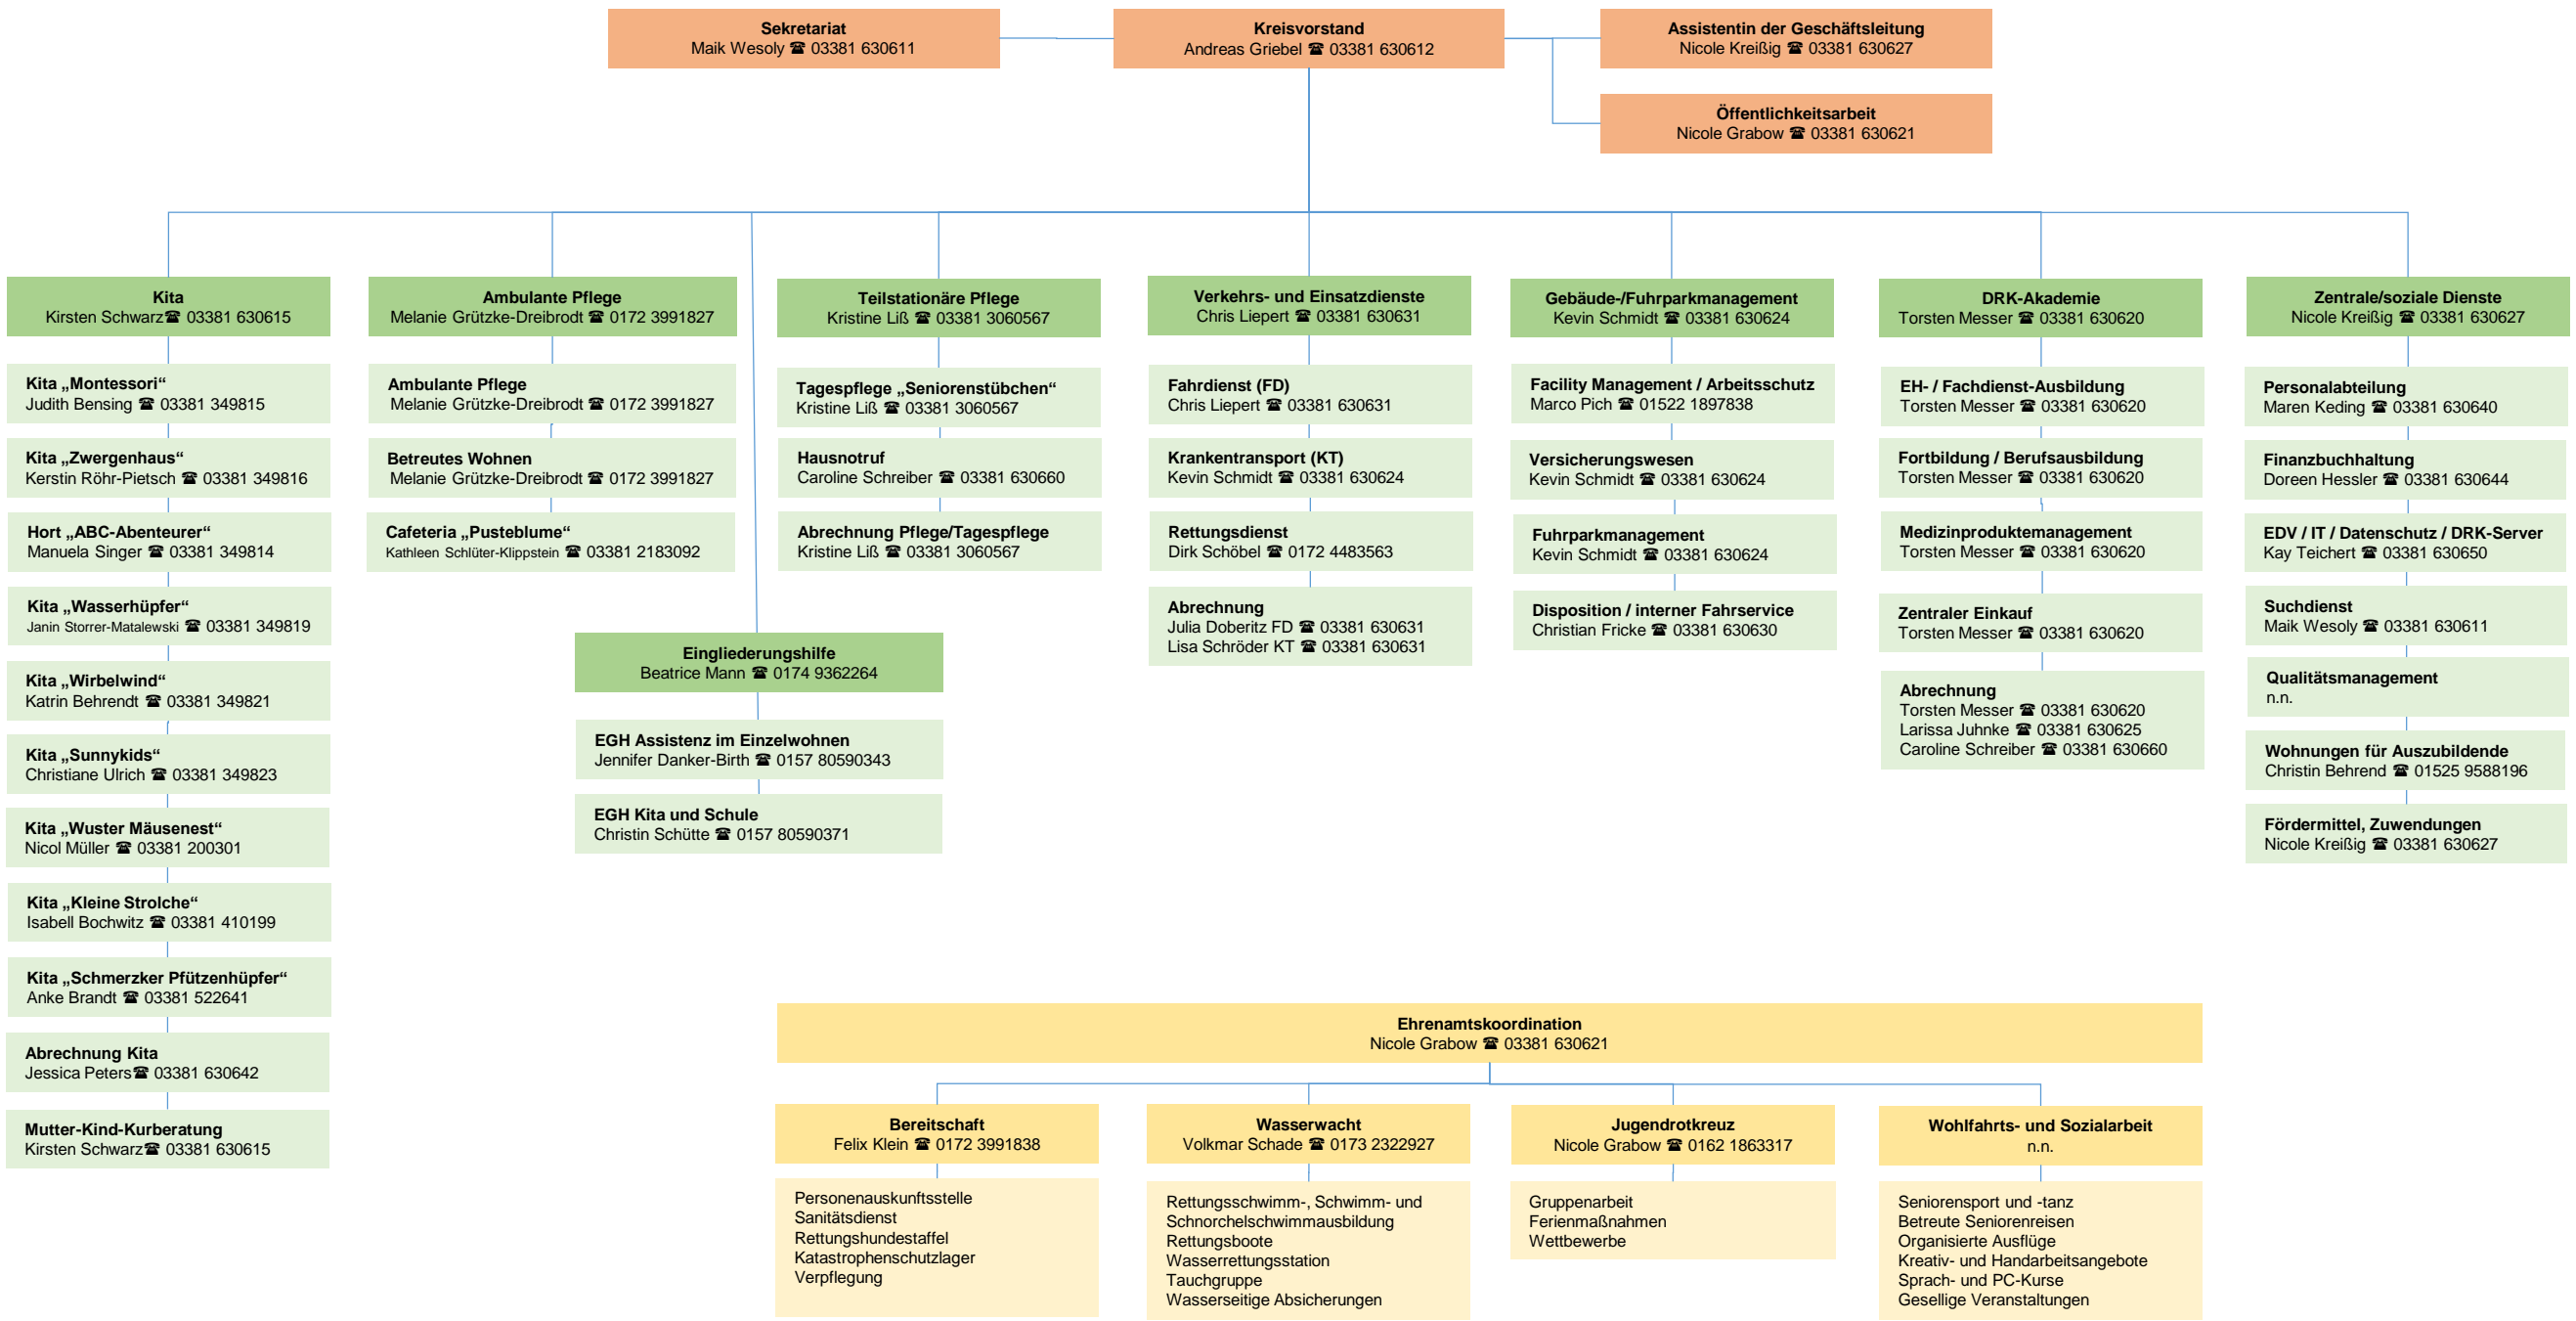 Sekretariat
Maik Wesoly ☎ 03381 630611
Kreisvorstand
Andreas Griebel ☎ 03381 630612
Assistentin der Geschäftsleitung
Nicole Kreißig ☎ 03381 630627
Öffentlichkeitsarbeit
Nicole Grabow ☎ 03381 630621
Kita
Kirsten Schwarz☎ 03381 630615
Kita „Montessori“
Judith Bensing ☎ 03381 349815
Kita „Zwergenhaus“
Kerstin Röhr-Pietsch ☎ 03381 349816
Hort „ABC-Abenteurer“
Manuela Singer ☎ 03381 349814
Kita „Wasserhüpfer“
Janin Storrer-Matalewski ☎ 03381 349819
Kita „Wirbelwind“
Katrin Behrendt ☎ 03381 349821
Kita „Sunnykids“
Christiane Ulrich ☎ 03381 349823
Kita „Wuster Mäusenest“
Nicol Müller ☎ 03381 200301
Kita „Kleine Strolche“
Isabell Bochwitz ☎ 03381 410199
Kita „Schmerzker Pfützenhüpfer“
Anke Brandt ☎ 03381 522641
Abrechnung Kita
Jessica Peters☎ 03381 630642
Mutter-Kind-Kurberatung
Kirsten Schwarz☎ 03381 630615
Ambulante Pflege
Melanie Grützke-Dreibrodt ☎ 0172 3991827
Ambulante Pflege
Melanie Grützke-Dreibrodt ☎ 0172 3991827
Betreutes Wohnen
Melanie Grützke-Dreibrodt ☎ 0172 3991827
Cafeteria „Pusteblume“
Kathleen Schlüter-Klippstein ☎ 03381 2183092
Eingliederungshilfe
Beatrice Mann ☎ 0174 9362264
EGH Assistenz im Einzelwohnen
Jennifer Danker-Birth ☎ 0157 80590343
EGH Kita und Schule
Christin Schütte ☎ 0157 80590371
Teilstationäre Pflege
Kristine Liß ☎ 03381 3060567
Tagespflege „Seniorenstübchen“
Kristine Liß ☎ 03381 3060567
Hausnotruf
Caroline Schreiber ☎ 03381 630660
Abrechnung Pflege/Tagespflege
Kristine Liß ☎ 03381 3060567
Verkehrs- und Einsatzdienste
Chris Liepert ☎ 03381 630631
Fahrdienst (FD)
Chris Liepert ☎ 03381 630631
Krankentransport (KT)
Kevin Schmidt ☎ 03381 630624
Rettungsdienst
Dirk Schöbel ☎ 0172 4483563
Abrechnung
Julia Doberitz FD ☎ 03381 630631
Lisa Schröder KT ☎ 03381 630631
Gebäude-/Fuhrparkmanagement
Kevin Schmidt ☎ 03381 630624
Facility Management / Arbeitsschutz
Marco Pich ☎ 01522 1897838
Versicherungswesen
Kevin Schmidt ☎ 03381 630624
Fuhrparkmanagement
Kevin Schmidt ☎ 03381 630624
Disposition / interner Fahrservice
Christian Fricke ☎ 03381 630630
DRK-Akademie
Torsten Messer ☎ 03381 630620
EH- / Fachdienst-Ausbildung
Torsten Messer ☎ 03381 630620
Fortbildung / Berufsausbildung
Torsten Messer ☎ 03381 630620
Medizinproduktemanagement
Torsten Messer ☎ 03381 630620
Zentraler Einkauf
Torsten Messer ☎ 03381 630620
Abrechnung
Torsten Messer ☎ 03381 630620
Larissa Juhnke ☎ 03381 630625
Caroline Schreiber ☎ 03381 630660
Zentrale/soziale Dienste
Nicole Kreißig ☎ 03381 630627
Personalabteilung
Maren Keding ☎ 03381 630640
Finanzbuchhaltung
Doreen Hessler ☎ 03381 630644
EDV / IT / Datenschutz / DRK-Server
Kay Teichert ☎ 03381 630650
Suchdienst
Maik Wesoly ☎ 03381 630611
Qualitätsmanagement
n.n.
Wohnungen für Auszubildende
Christin Behrend ☎ 01525 9588196
Fördermittel, Zuwendungen
Nicole Kreißig ☎ 03381 630627
Ehrenamtskoordination
Nicole Grabow ☎ 03381 630621
Bereitschaft
Felix Klein ☎ 0172 3991838
Personenauskunftsstelle
Sanitätsdienst
Rettungshundestaffel
Katastrophenschutzlager
Verpflegung
Wasserwacht
Volkmar Schade ☎ 0173 2322927
Rettungsschwimm-, Schwimm- und
Schnorchelschwimmausbildung
Rettungsboote
Wasserrettungsstation
Tauchgruppe
Wasserseitige Absicherungen
Jugendrotkreuz
Nicole Grabow ☎ 0162 1863317
Gruppenarbeit
Ferienmaßnahmen
Wettbewerbe
Wohlfahrts- und Sozialarbeit
n.n.
Seniorensport und -tanz
Betreute Seniorenreisen
Organisierte Ausflüge
Kreativ- und Handarbeitsangebote
Sprach- und PC-Kurse
Gesellige Veranstaltungen